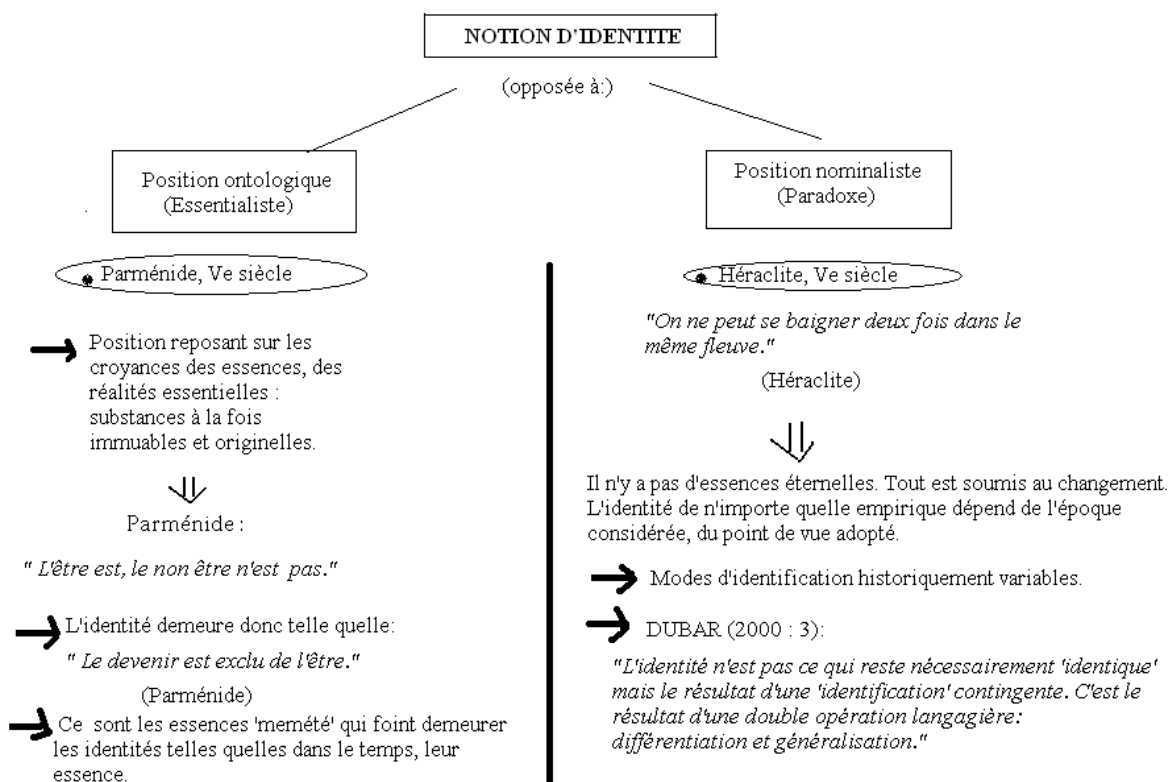 NOTION D'IDENTITE
(opposée à:)
Position ontologique
(Essentialiste)
Parménide, Ve siècle
Position reposant sur les
croyances des essences, des
réalités essentielles :
substances à la fois
immuables et originelles.
Parménide :
" L'être est, le non être n'est pas."
L'identité demeure donc telle quelle:
" Le devenir est exclu de l'être."
(Parménide)
Ce sont les essences 'memété' qui foint demeurer
les identités telles quelles dans le temps, leur
essence.
Position nominaliste
(Paradoxe)
Héraclite, Ve siècle
"On ne peut se baigner deux fois dans le
même fleuve."
(Héraclite)
Il n'y a pas d'essences éternelles. Tout est soumis au changement.
L'identité de n'importe quelle empirique dépend de l'époque
considérée, du point de vue adopté.
Modes d'identification historiquement variables.
DUBAR (2000 : 3):
"L'identité n'est pas ce qui reste nécessairement 'identique'
mais le résultat d'une 'identification' contingente. C'est le
résultat d'une double opération langagière:
différentiation et généralisation."